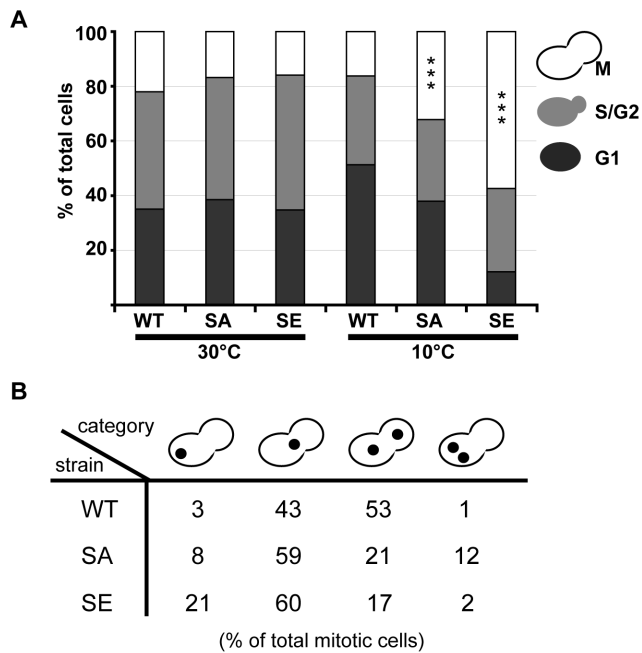 A
100
80
60
40
20
% of total cells
***
***
M
S/G2
G1
WT SA SE WT SA SE
30°C 10°C
B
category
strain
WT 3 43 53 1
SA 8 59 21 12
SE 21 60 17 2
(% of total mitotic cells)